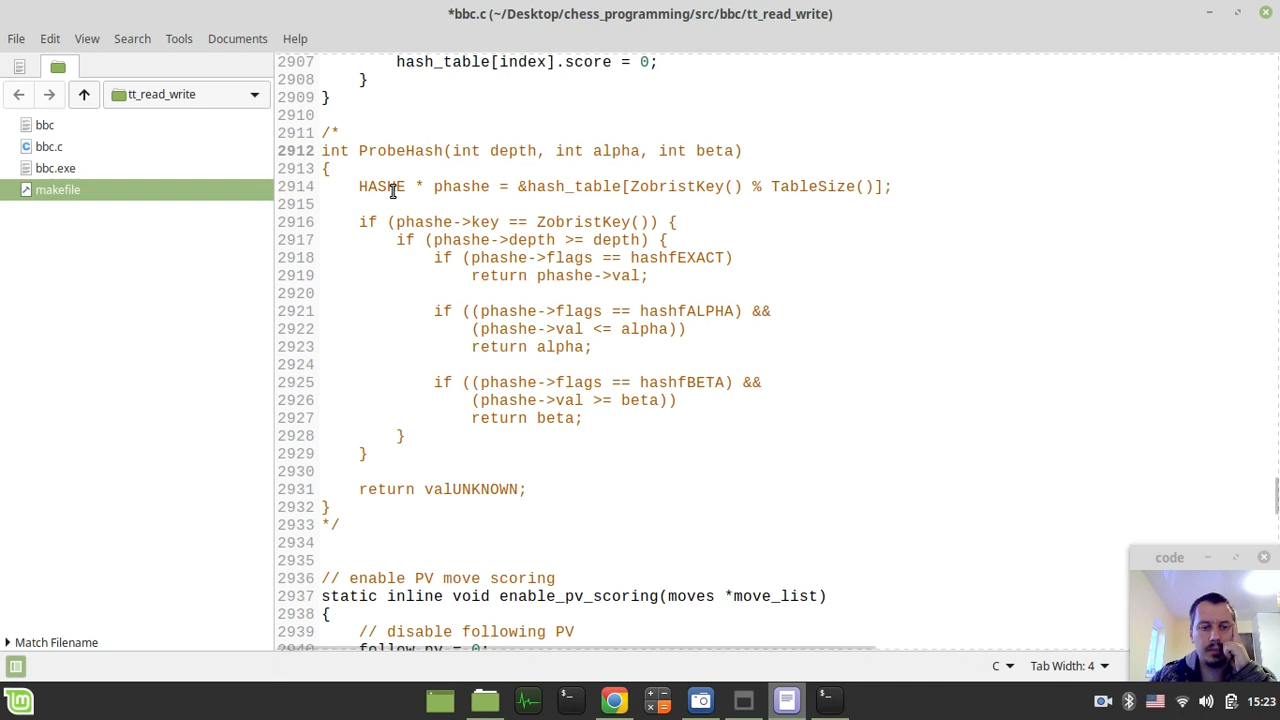 *bbc.c (~/Desktop/chess_programming/src/bbc/tt_read_write)
File Edit View Search Tools Documents Help
tt_read_write
bbc
bbc.c
bbc.exe
makefile
Match Filename
2907 hash_table[index].score = 0;
2908 }
2909 }
2910
2911 /*
2912 int ProbeHash(int depth, int alpha, int beta)
2913 {
2914 HASHE * phashe = &hash_table[ZobristKey() % TableSize()];
2915
2916 if (phashe->key == ZobristKey()) {
2917 if (phashe->depth >= depth) {
2918 if (phashe->flags == hashfEXACT)
2919 return phashe->val;
2920
2921 if ((phashe->flags == hashfALPHA) &&
2922 (phashe->val <= alpha))
2923 return alpha;
2924
2925 if ((phashe->flags == hashfBETA) &&
2926 (phashe->val >= beta))
2927 return beta;
2928 }
2929 }
2930
2931 return valUNKNOWN;
2932 }
2933 */
2934
2935
2936 // enable PV move scoring
2937 static inline void enable_pv_scoring(moves *move_list)
2938 {
2939 // disable following PV
2940 follow_pv = 0;
code
C Tab Width: 4
15:23